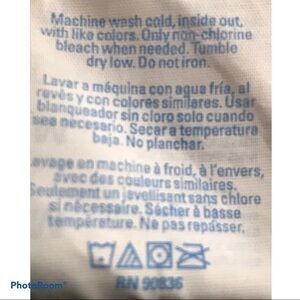 Machine wash cold, inside out,
with like colors. Only non-chlorine
bleach when needed. Tumble
dry low. Do not iron.
Lavar a máquina con agua fría, al
revés y con colores similares. Usar
blanqueador sin cloro solo cuando
sea necesario. Secar a temperatura
baja. No planchar.
avage en machine à froid, à l'envers,
avec des couleurs similaires.
Seulement un javellisant sans chlore
si nécessaire. Sécher à basse
température. Ne pas repasser.
RN 90836
PhotoRoom